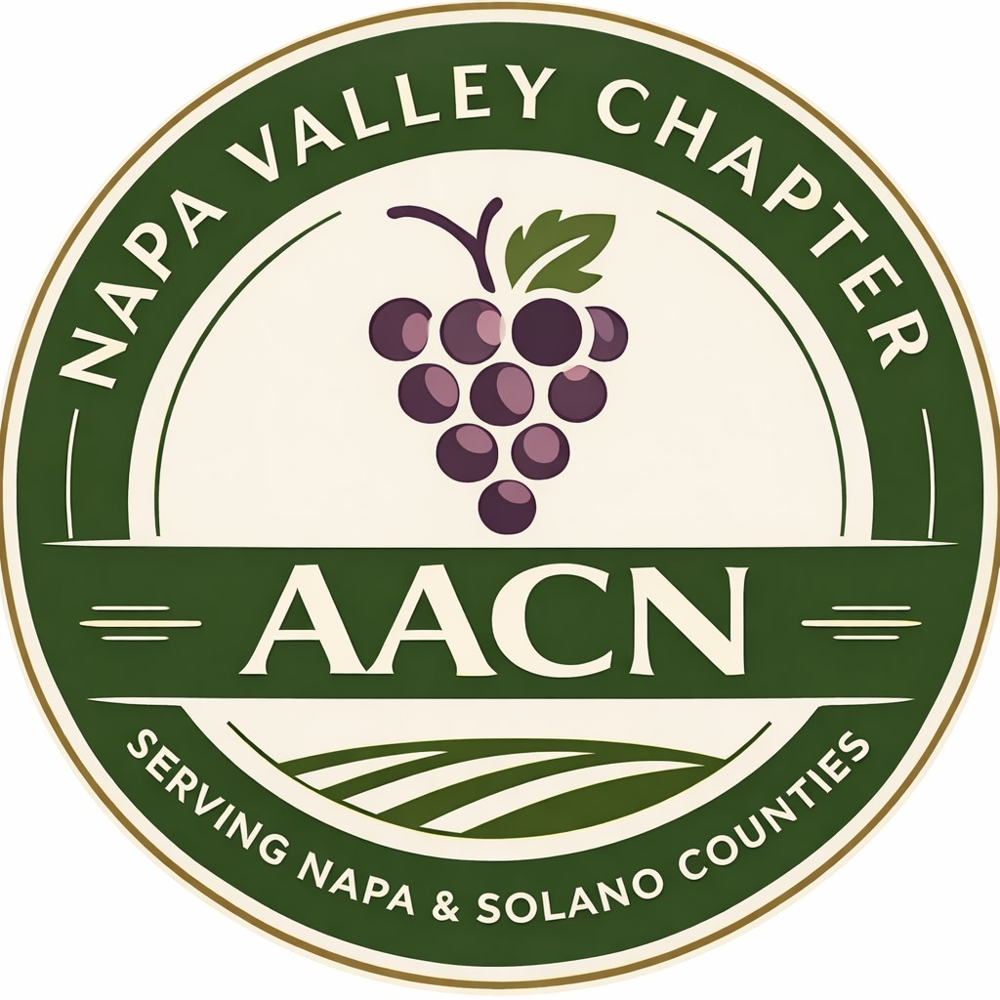 NAPA VALLEY CHAPTER
AACN
SERVING NAPA & SOLANO COUNTIES